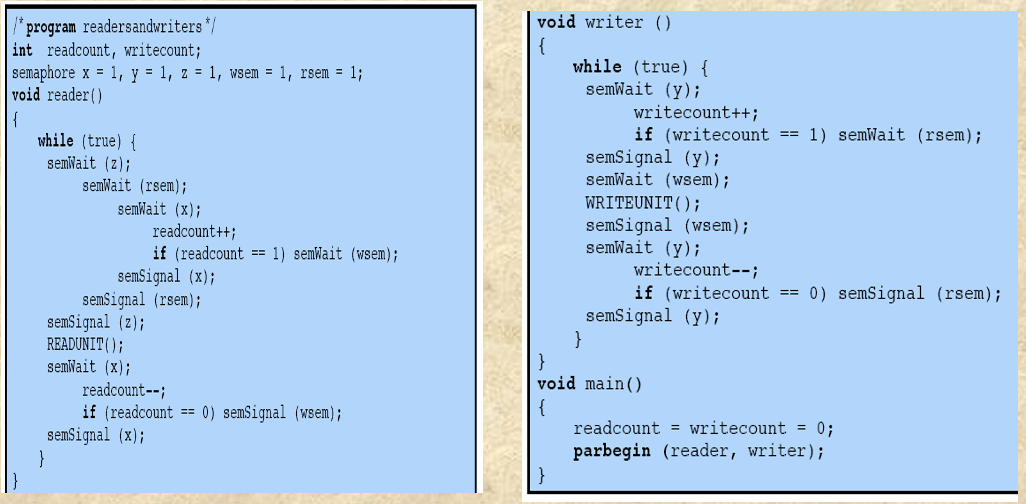 /*program readersandwriters*/
int readcount, writecount;
semaphore x = 1, y = 1, z = 1, wsem = 1, rsem = 1;
void reader()
{
while (true) {
semWait (z);
semWait (rsem);
semWait (x);
readcount++;
if (readcount == 1) semWait (wsem);
semSignal (x);
semSignal (rsem);
semSignal (z);
READUNIT();
semWait (x);
readcount--;
if (readcount == 0) semSignal (wsem);
semSignal (x);
}
}
void writer ()
{
while (true) {
semWait (y);
writecount++;
if (writecount == 1) semWait (rsem);
semSignal (y);
semWait (wsem);
WRITEUNIT();
semSignal (wsem);
semWait (y);
writecount--;
if (writecount == 0) semSignal (rsem);
semSignal (y);
}
}
void main()
{
readcount = writecount = 0;
parbegin (reader, writer);
}